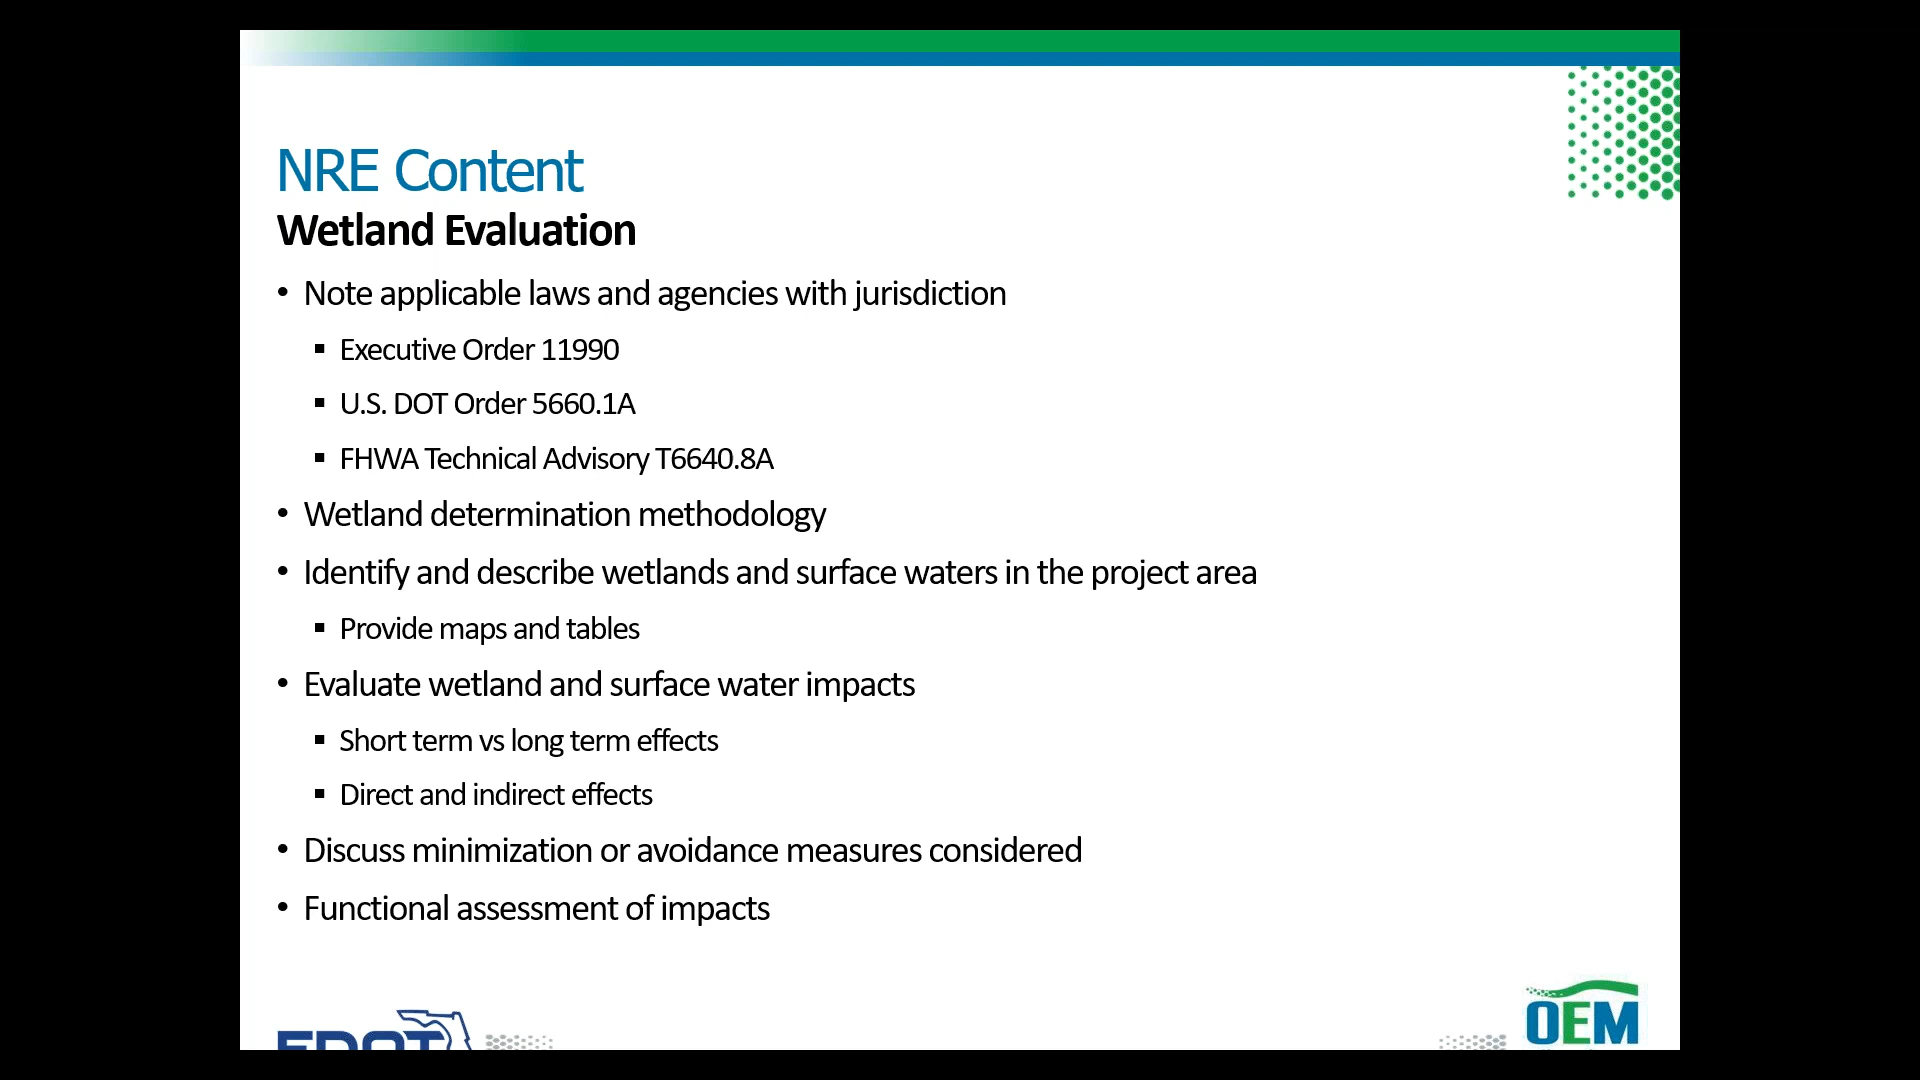 NRE Content
Wetland Evaluation
• Note applicable laws and agencies with jurisdiction
▪ Executive Order 11990
▪ U.S. DOT Order 5660.1A
▪ FHWA Technical Advisory T6640.8A
• Wetland determination methodology
• Identify and describe wetlands and surface waters in the project area
▪ Provide maps and tables
• Evaluate wetland and surface water impacts
▪ Short term vs long term effects
▪ Direct and indirect effects
• Discuss minimization or avoidance measures considered
• Functional assessment of impacts
FDOT
OEM